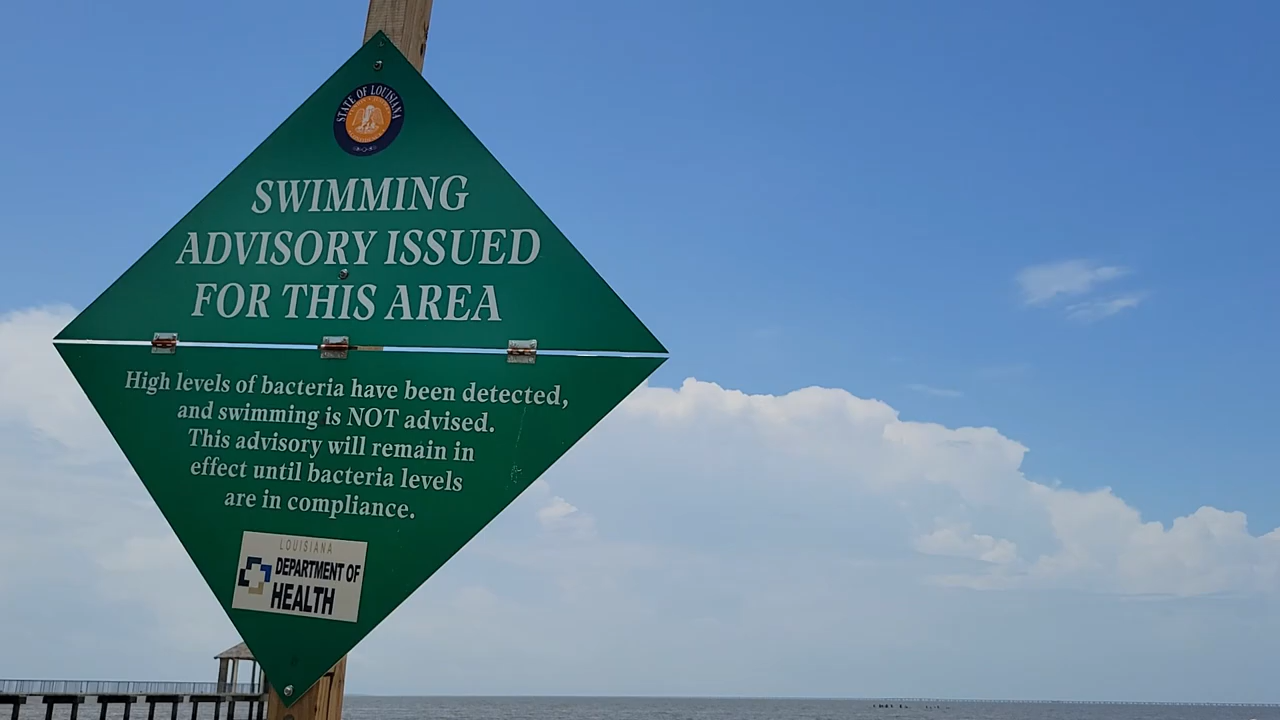 STATE OF LOUISIANA
SWIMMING
ADVISORY ISSUED
FOR THIS AREA
High levels of bacteria have been detected,
and swimming is NOT advised.
This advisory will remain in
effect until bacteria levels
are in compliance.
LOUISIANA
DEPARTMENT OF
HEALTH